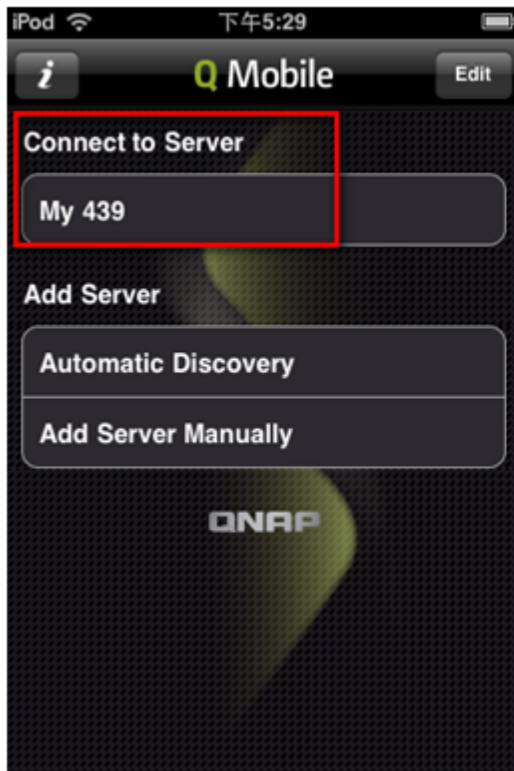 iPod 下午5:29
i Q Mobile Edit
Connect to Server
My 439
Add Server
Automatic Discovery
Add Server Manually
QNAP